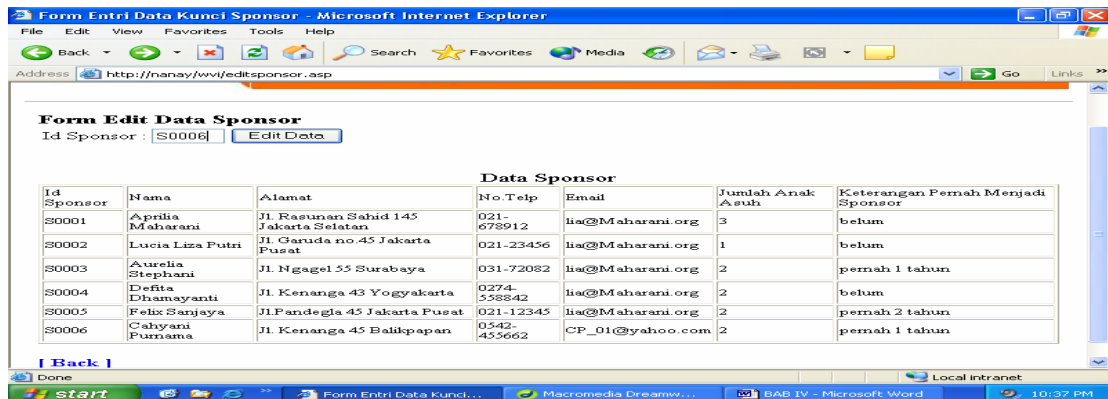 Form Entri Data Kunci Sponsor - Microsoft Internet Explorer
File Edit View Favorites Tools Help
Back Search Favorites Media
Address http://nanay/wvi/editsponsor.asp Go Links »
Form Edit Data Sponsor
Id Sponsor : S0006 Edit Data
Data Sponsor
Id Sponsor Nama Alamat No.Telp Email Jumlah Anak Asuh Keterangan Pernah Menjadi Sponsor
S0001 Aprilia Maharani Jl. Rasunan Sahid 145 Jakarta Selatan 021-678912 lia@Maharani.org 3 belum
S0002 Lucia Liza Putri Jl. Garuda no.45 Jakarta Pusat 021-23456 lia@Maharani.org 1 belum
S0003 Aurelia Stephani Jl. Ngagel 55 Surabaya 031-72082 lia@Maharani.org 2 pernah 1 tahun
S0004 Defita Dhamayanti Jl. Kenanga 43 Yogyakarta 0274-558842 lia@Maharani.org 2 belum
S0005 Felix Sanjaya Jl.Pandegla 45 Jakarta Pusat 021-12345 lia@Maharani.org 2 pernah 2 tahun
S0006 Cahyani Purnama Jl. Kenanga 45 Balikpapan 0542-455662 CP_01@yahoo.com 2 pernah 1 tahun
[ Back ]
Done Local intranet
start » Form Entri Data Kunci... Macromedia Dreamw... BAB IV - Microsoft Word 10:37 PM